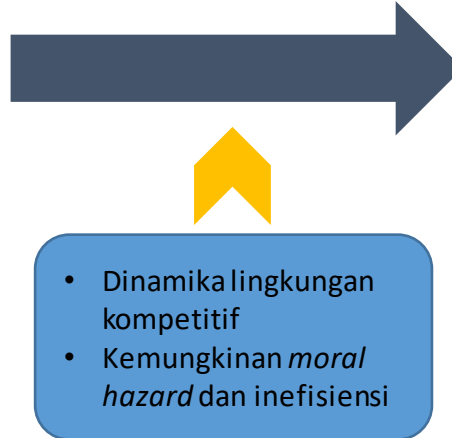 • Dinamika lingkungan
kompetitif
• Kemungkinan moral
hazard dan inefisiensi